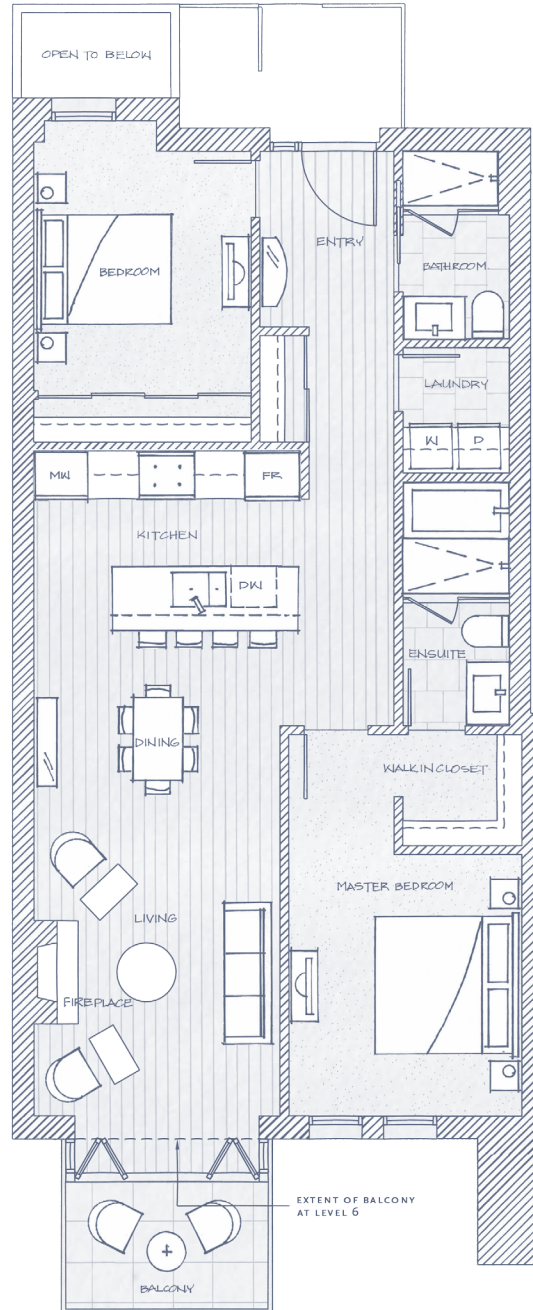 OPEN TO BELOW
ENTRY
BEDROOM
BATHROOM
LAUNDRY
W
D
MW
FR
KITCHEN
DW
ENSUITE
DINING
WALK IN CLOSET
MASTER BEDROOM
LIVING
FIREPLACE
EXTENT OF BALCONY
AT LEVEL 6
BALCONY